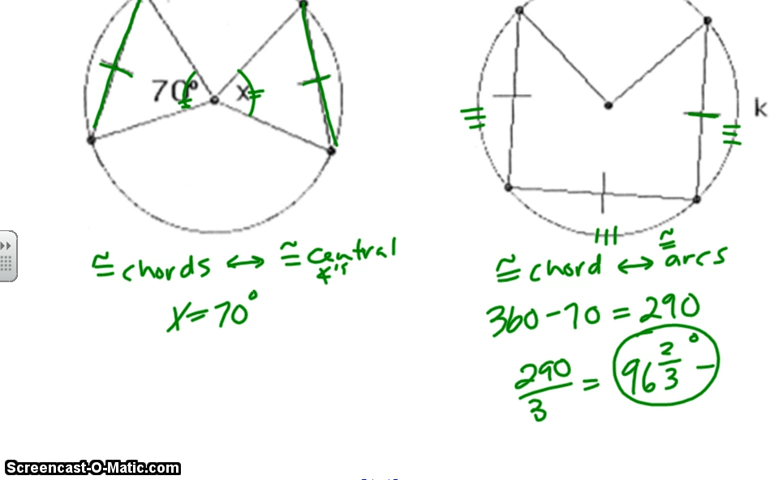 70°
x
k
≅ chords ↔ ≅ central ∡'s
x = 70°
≅ chord ↔ ≅ arcs
360 - 70 = 290
290/3 = 96 2/3°
Screencast-O-Matic.com